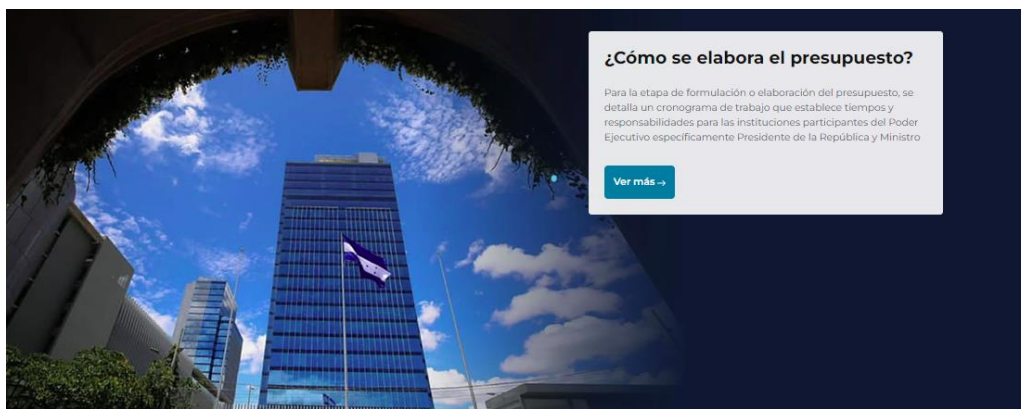 ¿Cómo se elabora el presupuesto?
Para la etapa de formulación o elaboración del presupuesto, se
detalla un cronograma de trabajo que establece tiempos y
responsabilidades para las instituciones participantes del Poder
Ejecutivo específicamente Presidente de la República y Ministro
Ver más →